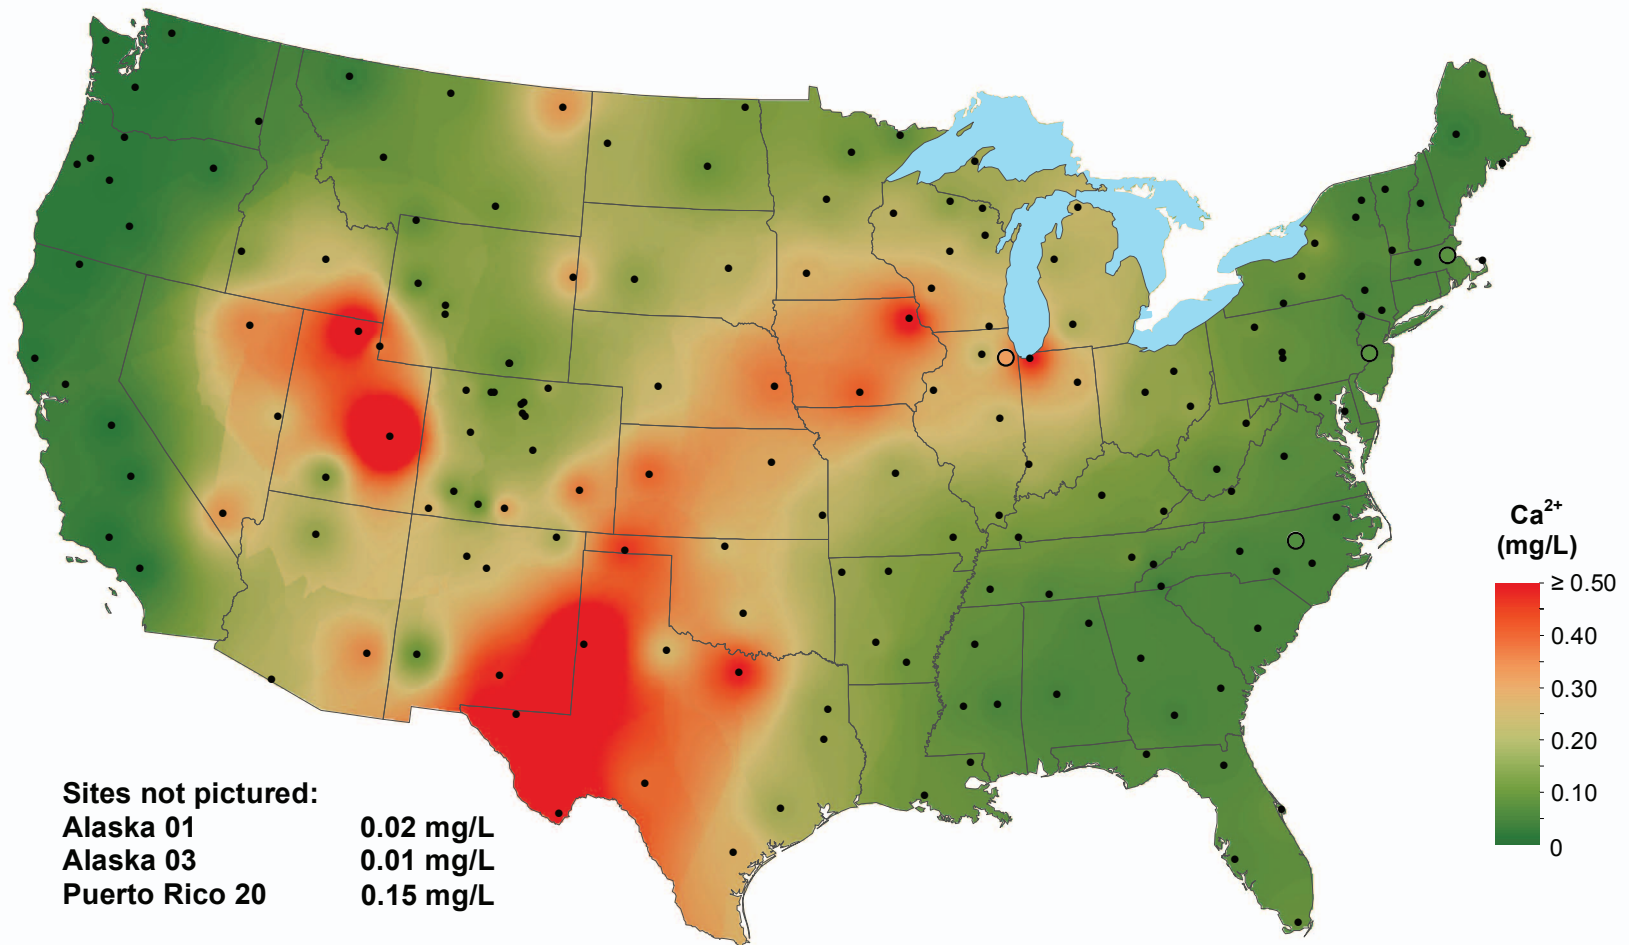 Ca²⁺
(mg/L)
≥ 0.50
0.40
0.30
0.20
0.10
0
Sites not pictured:
Alaska 01 0.02 mg/L
Alaska 03 0.01 mg/L
Puerto Rico 20 0.15 mg/L